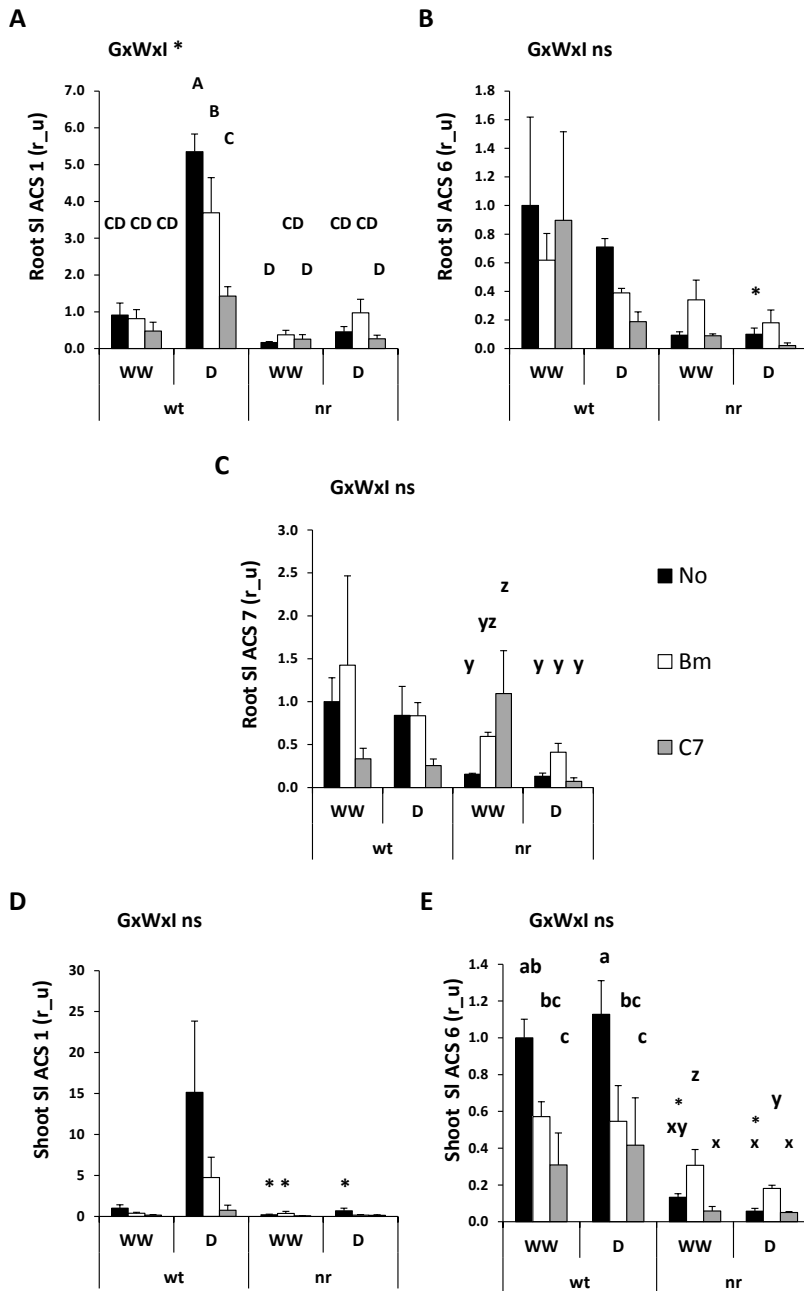 A
GxWxI *
Root Sl ACS 1 (r_u)
7.0
6.0
5.0
4.0
3.0
2.0
1.0
0.0
A
B
C
CD CD CD
CD
CD CD
D
D
D
WW
D
WW
D
wt
nr
B
GxWxI ns
Root Sl ACS 6 (r_u)
1.8
1.6
1.4
1.2
1.0
0.8
0.6
0.4
0.2
0.0
*
WW
D
WW
D
wt
nr
C
GxWxI ns
Root Sl ACS 7 (r_u)
3.0
2.5
2.0
1.5
1.0
0.5
0.0
z
yz
y
y y y
WW
D
WW
D
wt
nr
No
Bm
C7
D
GxWxI ns
Shoot Sl ACS 1 (r_u)
30
25
20
15
10
5
0
* *
*
WW
D
WW
D
wt
nr
E
GxWxI ns
Shoot Sl ACS 6 (r_u)
1.4
1.2
1.0
0.8
0.6
0.4
0.2
0.0
ab
bc
c
a
bc
c
z
*
xy
x
y
*
x
x
WW
D
WW
D
wt
nr